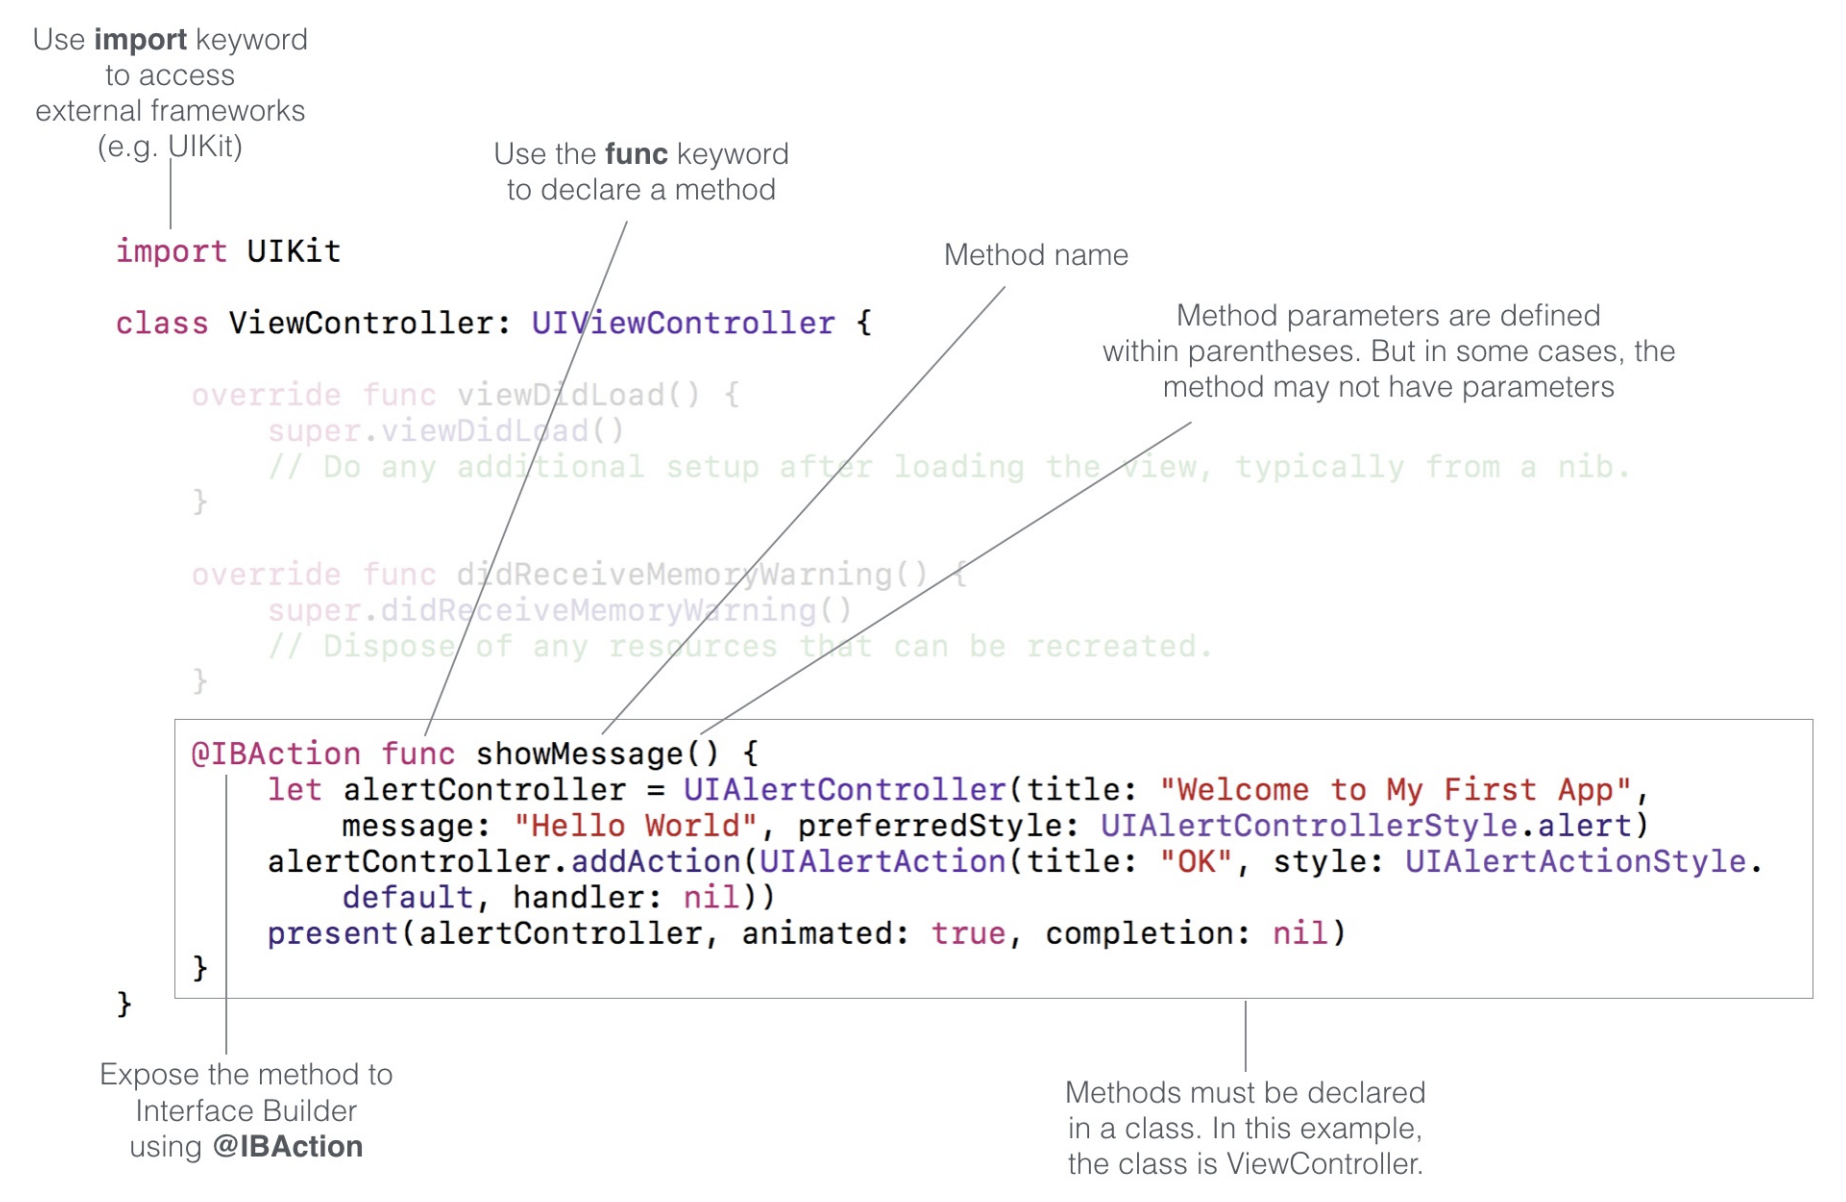 Use import keyword
to access
external frameworks
(e.g. UIKit)
Use the func keyword
to declare a method
Method name
Method parameters are defined
within parentheses. But in some cases, the
method may not have parameters
import UIKit
class ViewController: UIViewController {
override func viewDidLoad() {
super.viewDidLoad()
// Do any additional setup after loading the view, typically from a nib.
}
override func didReceiveMemoryWarning() {
super.didReceiveMemoryWarning()
// Dispose of any resources that can be recreated.
}
@IBAction func showMessage() {
let alertController = UIAlertController(title: "Welcome to My First App",
message: "Hello World", preferredStyle: UIAlertControllerStyle.alert)
alertController.addAction(UIAlertAction(title: "OK", style: UIAlertActionStyle.
default, handler: nil))
present(alertController, animated: true, completion: nil)
}
}
Expose the method to
Interface Builder
using @IBAction
Methods must be declared
in a class. In this example,
the class is ViewController.